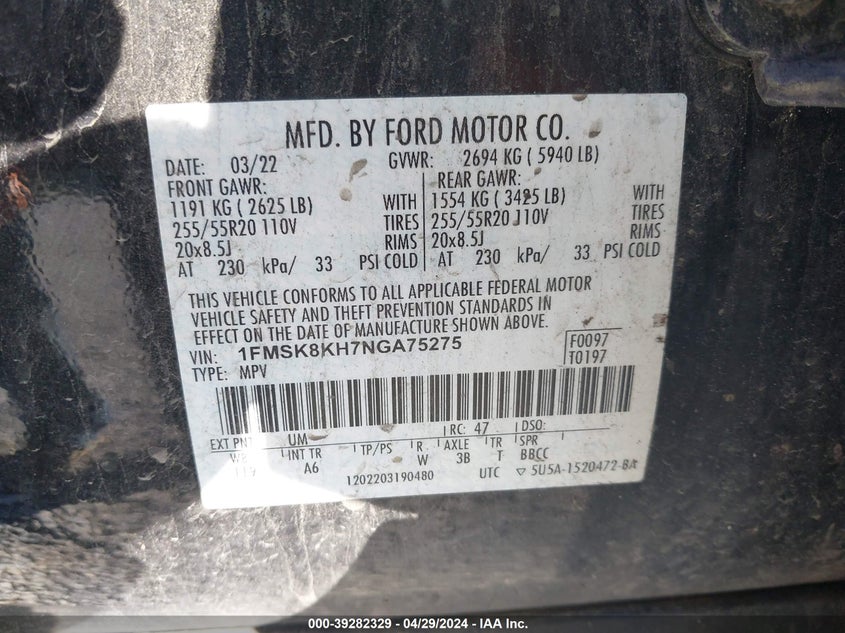 MFD. BY FORD MOTOR CO.
DATE: 03/22 GVWR: 2694 KG ( 5940 LB)
FRONT GAWR: REAR GAWR:
1191 KG ( 2625 LB) WITH 1554 KG ( 3425 LB) WITH
255/55R20 110V TIRES 255/55R20 110V TIRES
20x8.5J RIMS 20x8.5J RIMS
AT 230 kPa/ 33 PSI COLD AT 230 kPa/ 33 PSI COLD
THIS VEHICLE CONFORMS TO ALL APPLICABLE FEDERAL MOTOR
VEHICLE SAFETY AND THEFT PREVENTION STANDARDS IN
EFFECT ON THE DATE OF MANUFACTURE SHOWN ABOVE.
VIN: 1FMSK8KH7NGA75275 F0097
TYPE: MPV T0197
EXT PNT: UM RC: 47 DSO:
WB INT TR TP/PS R AXLE TR SPR
119 A6 W 3B T BBCC
1202203190480 UTC ▽ 5U5A-1520472-BA
000-39282329 - 04/29/2024 - IAA Inc.